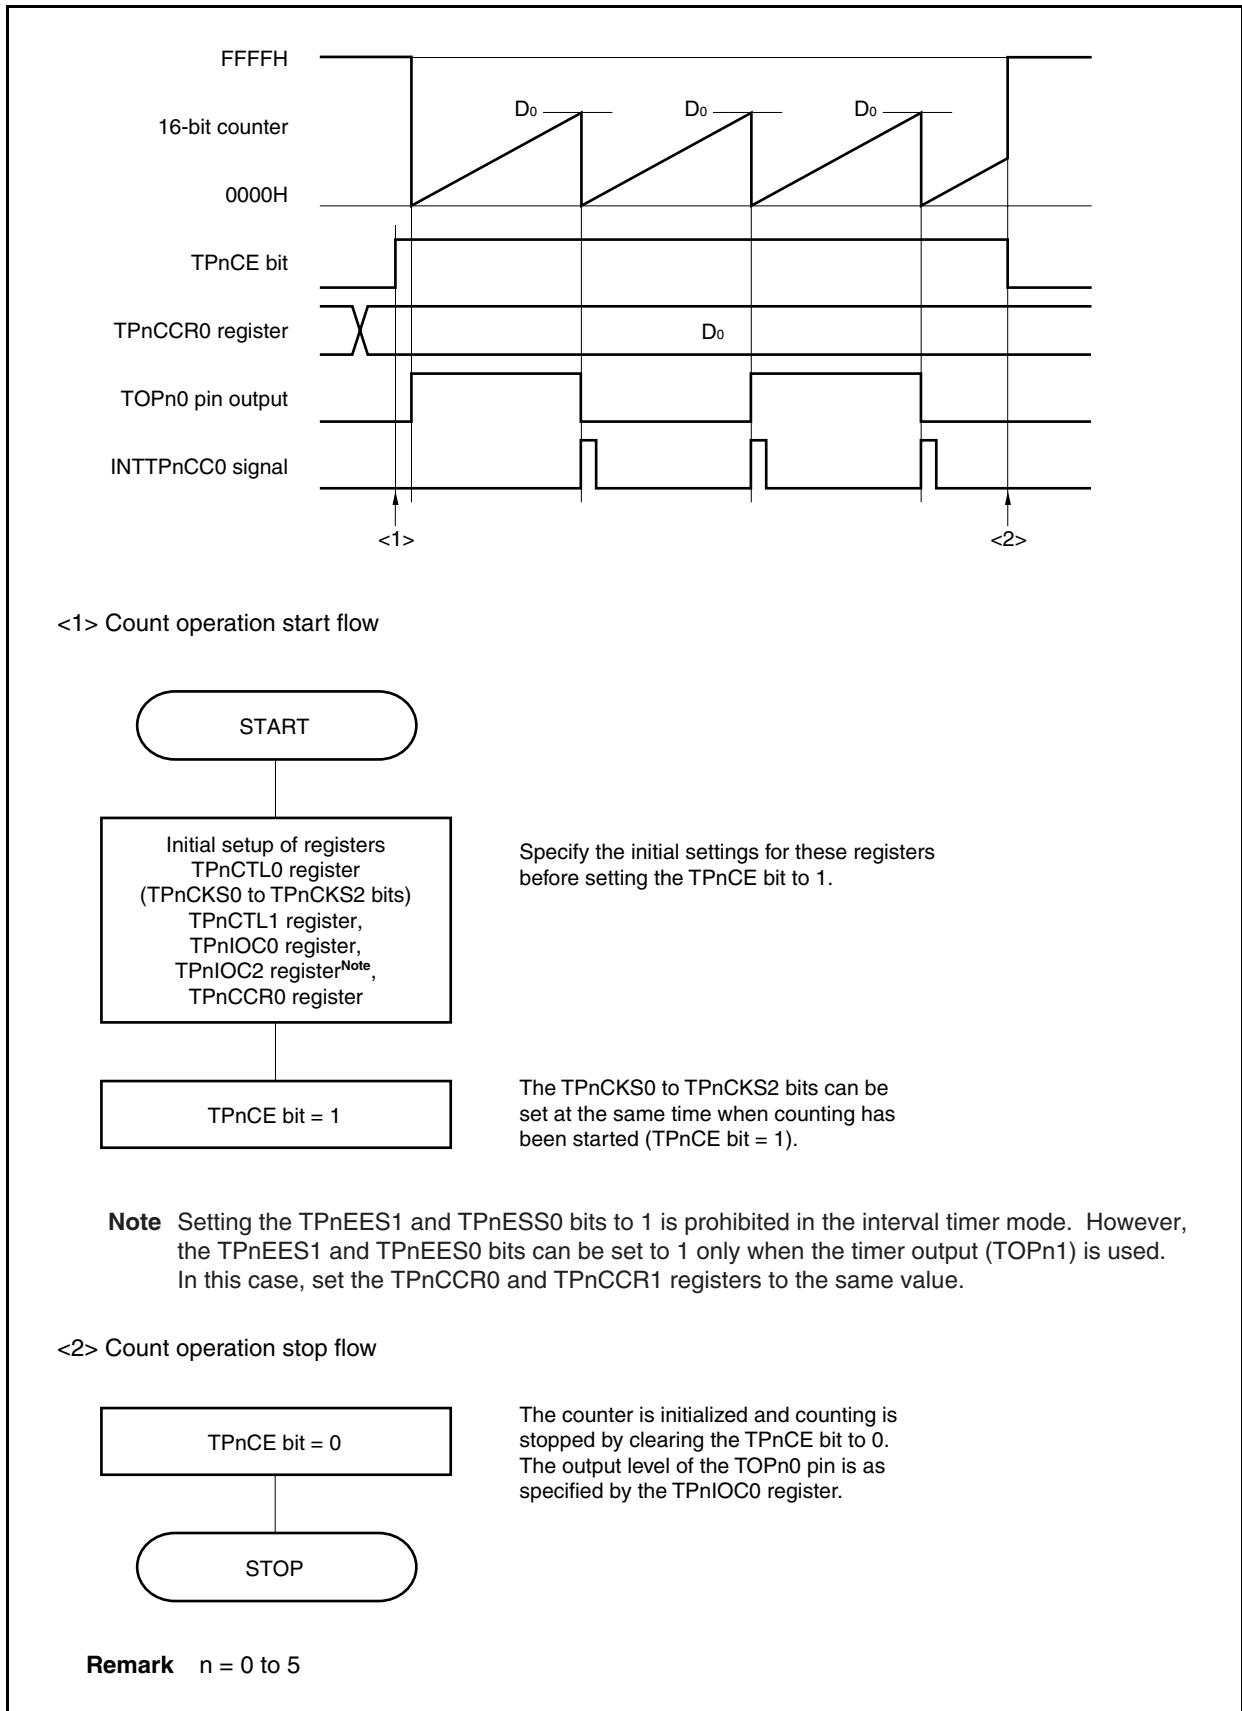 FFFFH
D0 D0 D0
16-bit counter
0000H
TPnCE bit
TPnCCR0 register D0
TOPn0 pin output
INTTPnCC0 signal
<1> <2>
<1> Count operation start flow
START
Initial setup of registers
TPnCTL0 register
(TPnCKS0 to TPnCKS2 bits)
TPnCTL1 register,
TPnIOC0 register,
TPnIOC2 registerNote,
TPnCCR0 register
Specify the initial settings for these registers
before setting the TPnCE bit to 1.
TPnCE bit = 1
The TPnCKS0 to TPnCKS2 bits can be
set at the same time when counting has
been started (TPnCE bit = 1).
Note Setting the TPnEES1 and TPnESS0 bits to 1 is prohibited in the interval timer mode. However,
the TPnEES1 and TPnEES0 bits can be set to 1 only when the timer output (TOPn1) is used.
In this case, set the TPnCCR0 and TPnCCR1 registers to the same value.
<2> Count operation stop flow
TPnCE bit = 0
The counter is initialized and counting is
stopped by clearing the TPnCE bit to 0.
The output level of the TOPn0 pin is as
specified by the TPnIOC0 register.
STOP
Remark n = 0 to 5